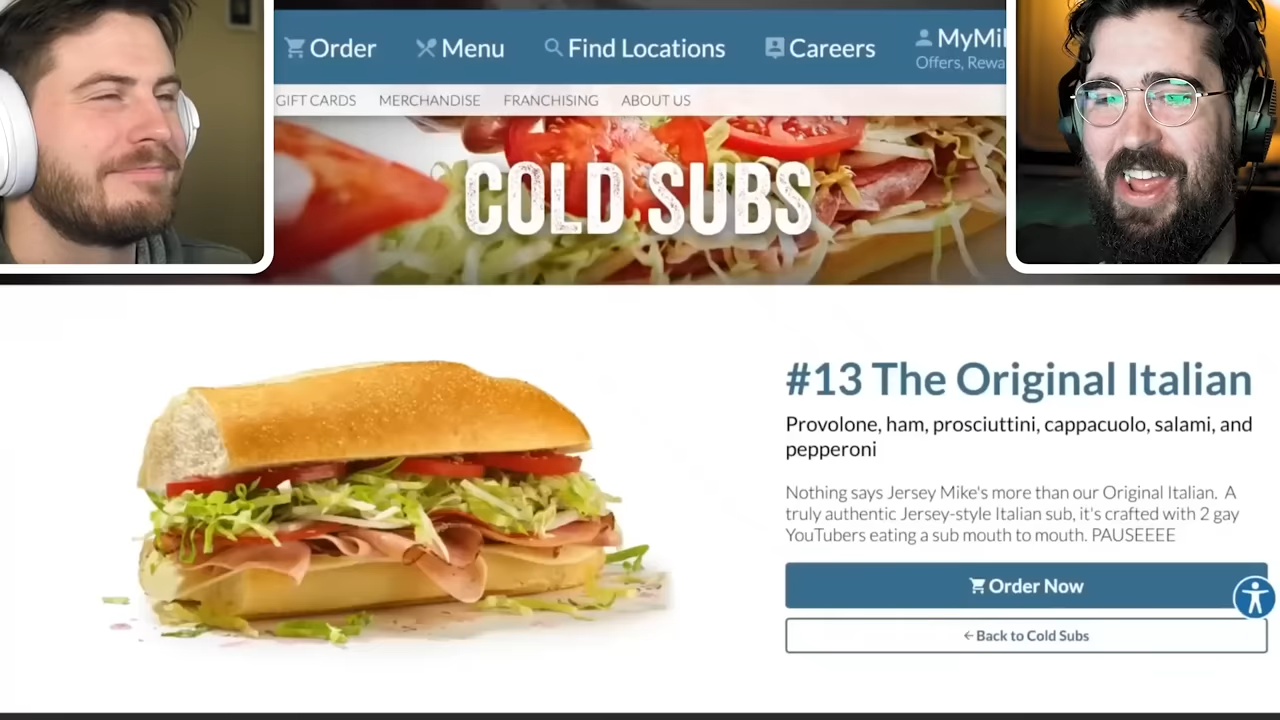 Order Menu Find Locations Careers MyMi
Offers, Rewa
GIFT CARDS MERCHANDISE FRANCHISING ABOUT US
COLD SUBS
#13 The Original Italian
Provolone, ham, prosciuttini, cappacuolo, salami, and
pepperoni
Nothing says Jersey Mike's more than our Original Italian. A
truly authentic Jersey-style Italian sub, it's crafted with 2 gay
YouTubers eating a sub mouth to mouth. PAUSEEEE
Order Now
Back to Cold Subs